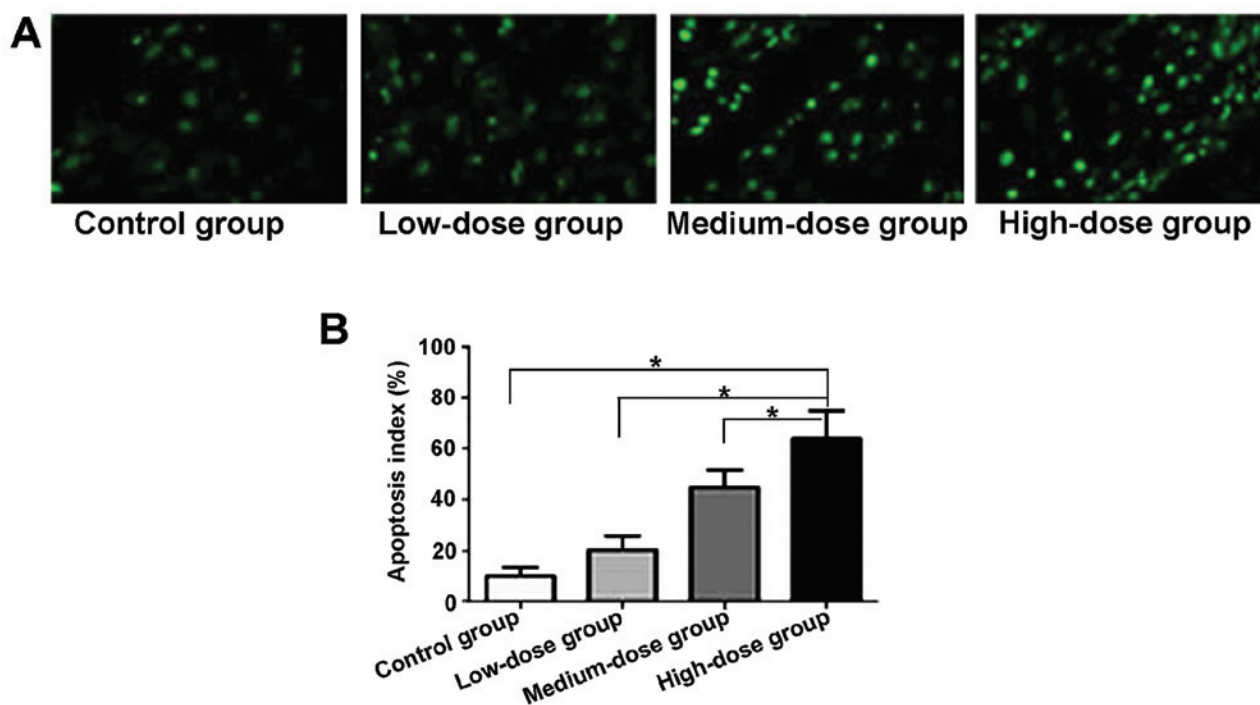 A
Control group
Low-dose group
Medium-dose group
High-dose group
B
Apoptosis index (%)
100
80
60
40
20
0
*
*
*
Control group
Low-dose group
Medium-dose group
High-dose group